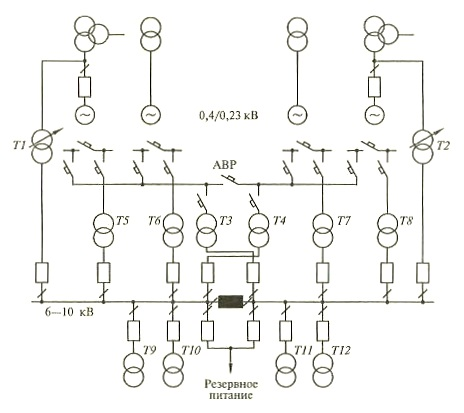 0,4/0,23 кВ
T1
T2
АВР
T5
T6
T3
T4
T7
T8
6—10 кВ
T9
T10
T11
T12
Резервное
питание